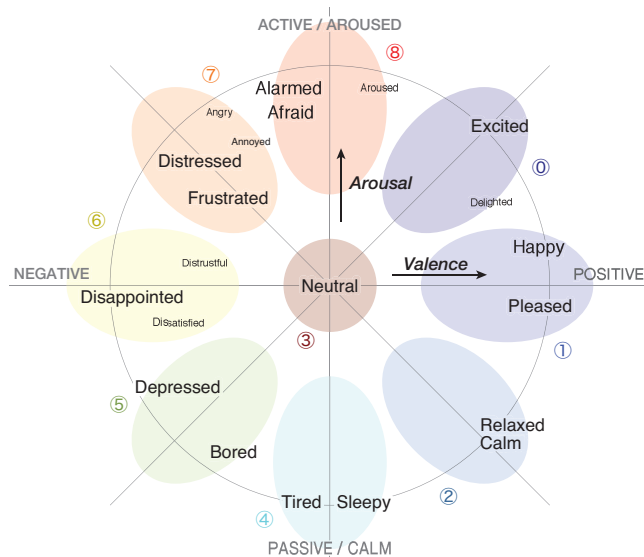 ACTIVE / AROUSED
⑧
⑦
Alarmed
Aroused
Afraid
Angry
Excited
Annoyed
Distressed
⓪
Arousal
Frustrated
Delighted
⑥
Happy
Distrustful
Valence
NEGATIVE
POSITIVE
Neutral
Disappointed
Pleased
Dissatisfied
③
①
Depressed
⑤
Relaxed
Calm
Bored
②
Tired
Sleepy
④
PASSIVE / CALM